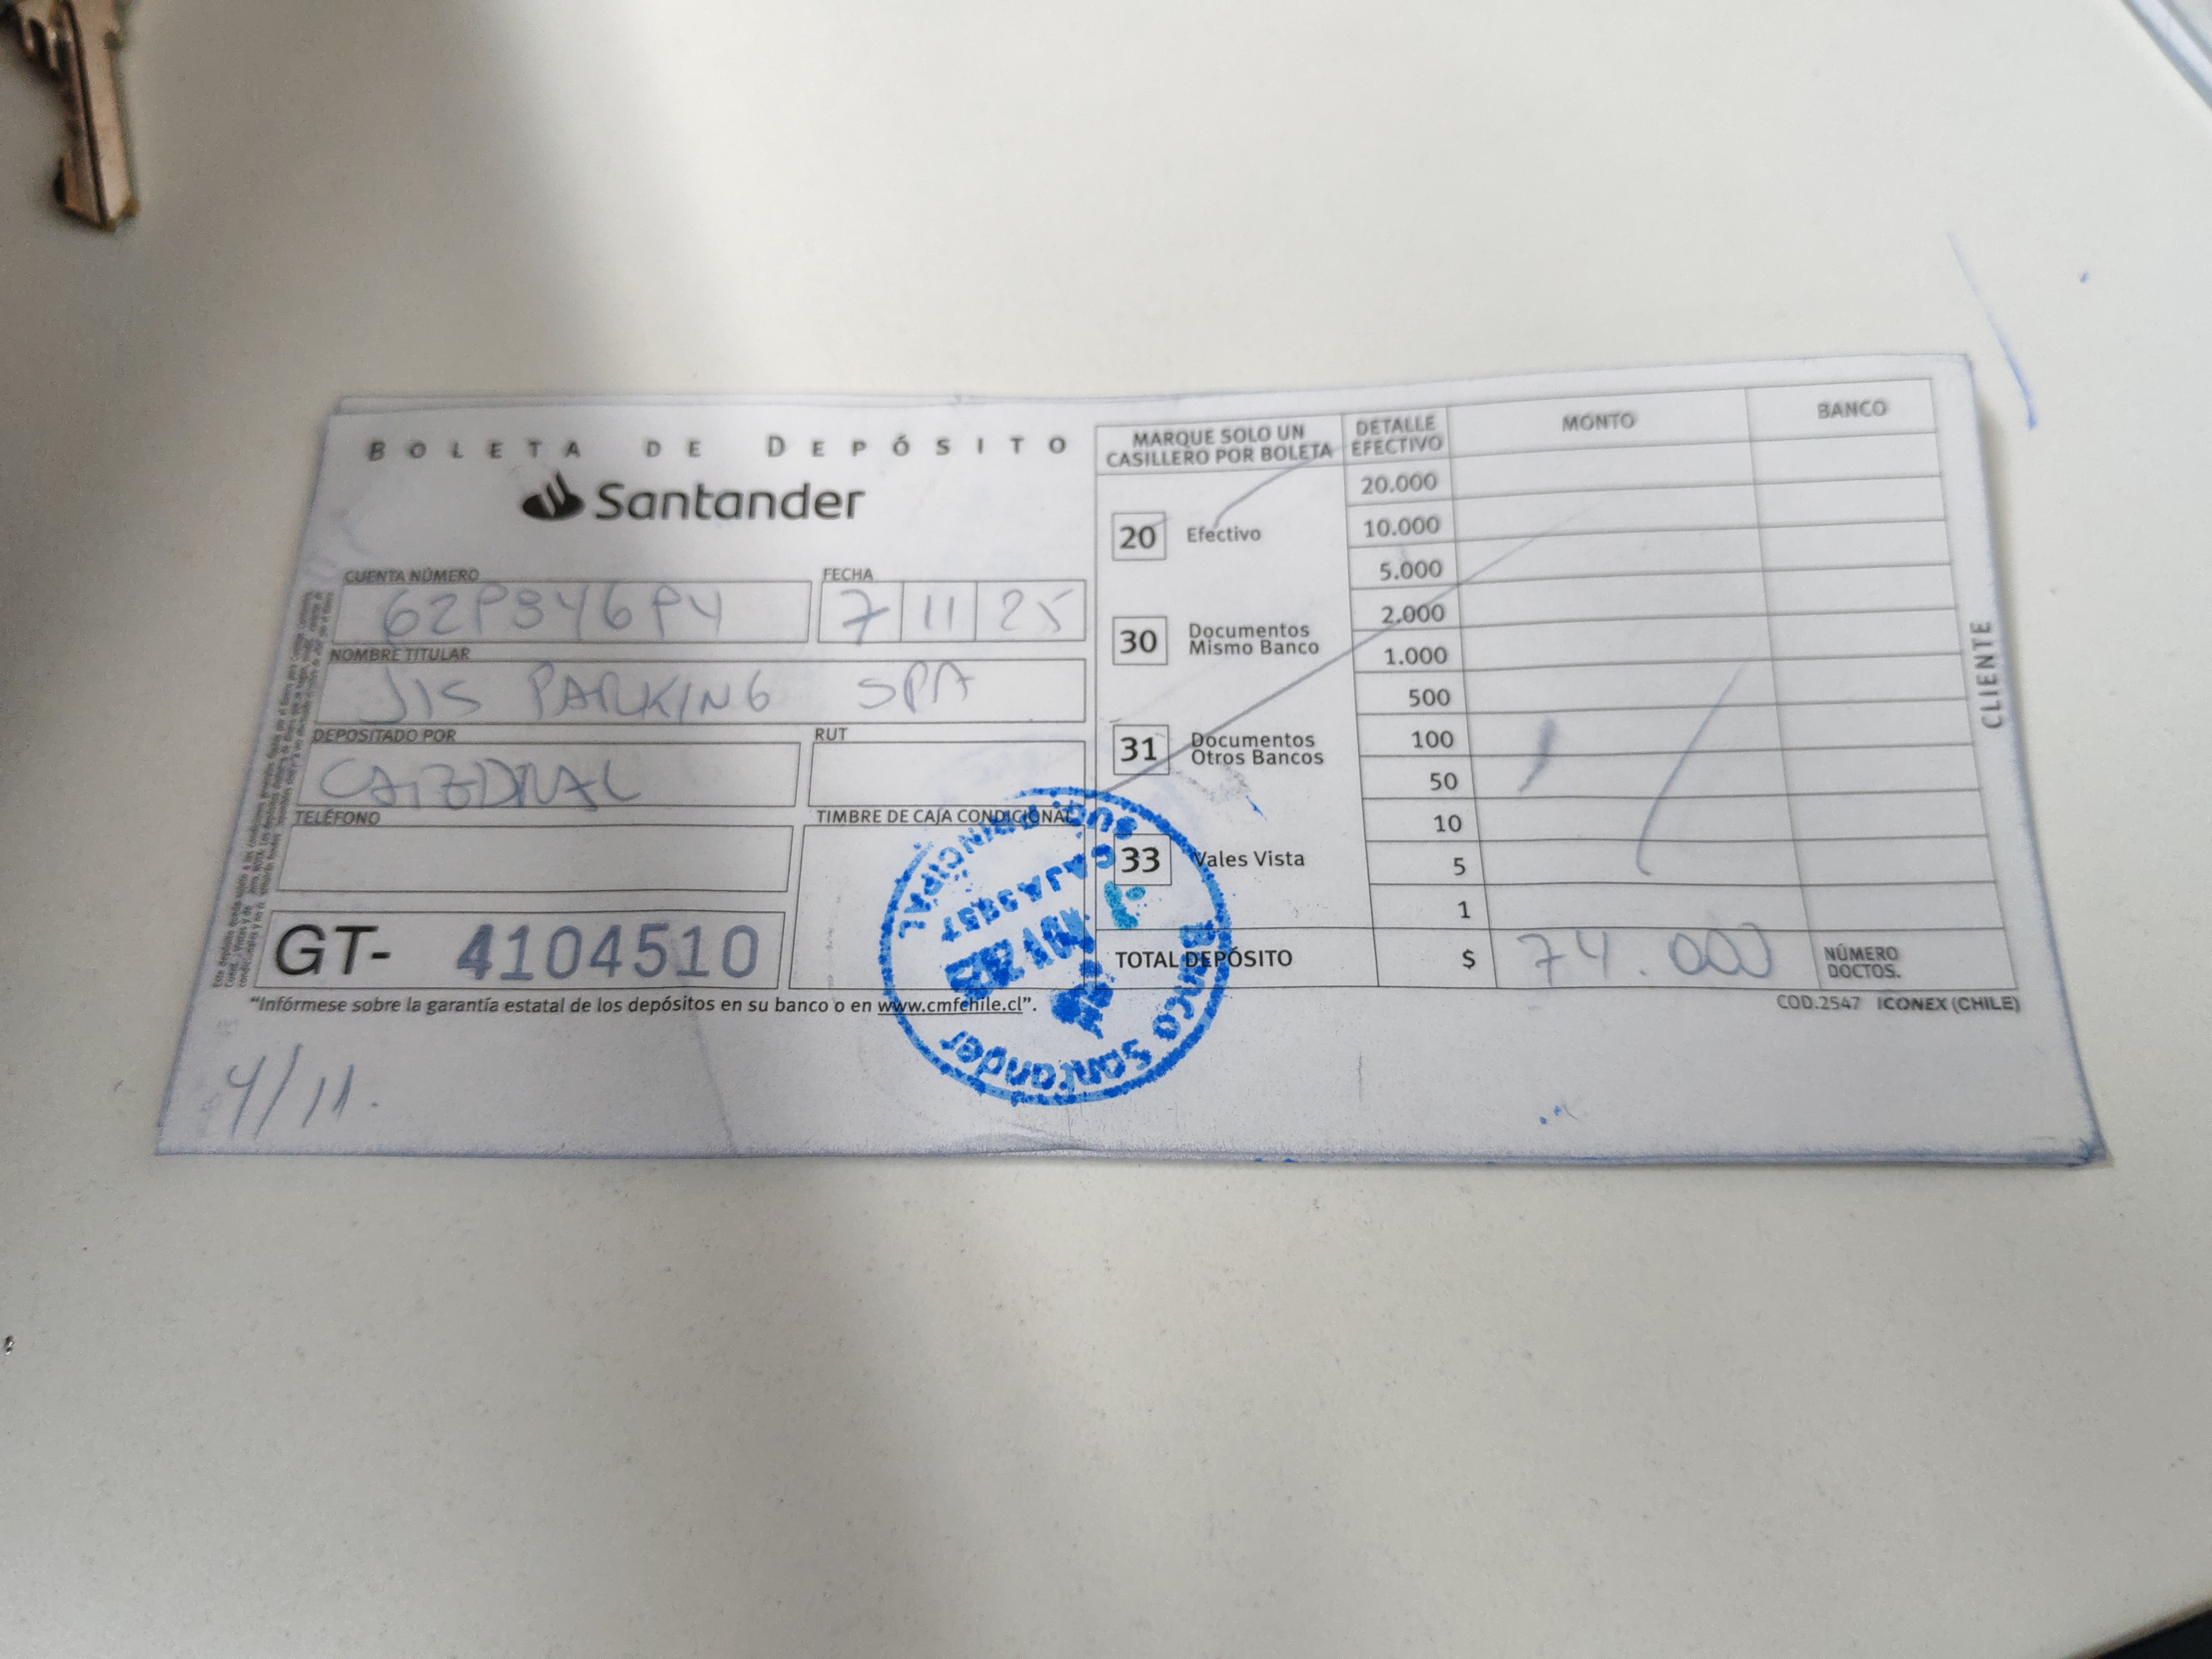 BOLETA DE DEPÓSITO
Santander
CUENTA NÚMERO
6299346994
FECHA
7 11 25
NOMBRE TITULAR
JIS PARKING SPA
DEPOSITADO POR
CATEDRAL
RUT
TELÉFONO
TIMBRE DE CAJA CONDICIONAL
GT- 4104510
"Infórmese sobre la garantía estatal de los depósitos en su banco o en www.cmfchile.cl".
4/11.
MARQUE SOLO UN
CASILLERO POR BOLETA
20 Efectivo
30 Documentos
Mismo Banco
31 Documentos
Otros Bancos
33 Vales Vista
DETALLE
EFECTIVO
MONTO
BANCO
20.000
10.000
5.000
2.000
1.000
500
100
50
10
5
1
TOTAL DEPÓSITO $ 74.000
NÚMERO
DOCTOS.
COD.2547 ICONEX (CHILE)
CLIENTE
Banco Santander
SUC. PRINCIPAL